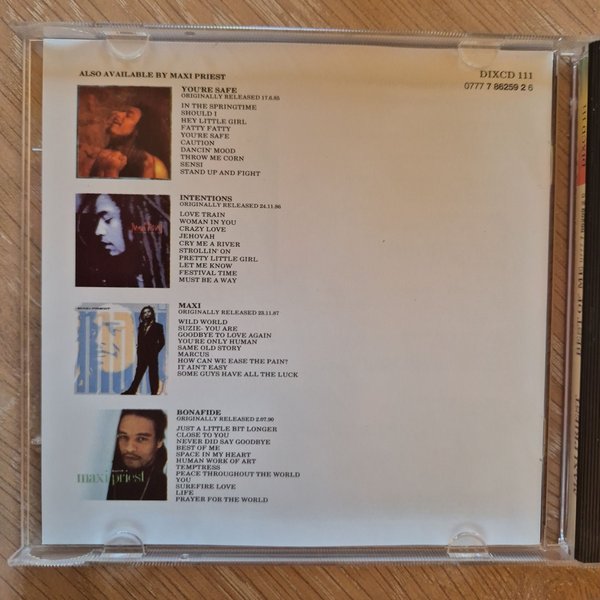 ALSO AVAILABLE BY MAXI PRIEST
DIXCD 111
0777 7 86259 2 6
YOU'RE SAFE
ORIGINALLY RELEASED 17.6.85
IN THE SPRINGTIME
SHOULD I
HEY LITTLE GIRL
FATTY FATTY
YOU'RE SAFE
CAUTION
DANCIN' MOOD
THROW ME CORN
SENSI
STAND UP AND FIGHT
INTENTIONS
ORIGINALLY RELEASED 24.11.86
LOVE TRAIN
WOMAN IN YOU
CRAZY LOVE
JEHOVAH
CRY ME A RIVER
STROLLIN' ON
PRETTY LITTLE GIRL
LET ME KNOW
FESTIVAL TIME
MUST BE A WAY
MAXI
ORIGINALLY RELEASED 23.11.87
WILD WORLD
SUZIE- YOU ARE
GOODBYE TO LOVE AGAIN
YOU'RE ONLY HUMAN
SAME OLD STORY
MARCUS
HOW CAN WE EASE THE PAIN?
IT AIN'T EASY
SOME GUYS HAVE ALL THE LUCK
BONAFIDE
ORIGINALLY RELEASED 2.07.90
JUST A LITTLE BIT LONGER
CLOSE TO YOU
NEVER DID SAY GOODBYE
BEST OF ME
SPACE IN MY HEART
HUMAN WORK OF ART
TEMPTRESS
PEACE THROUGHOUT THE WORLD
YOU
SUREFIRE LOVE
LIFE
PRAYER FOR THE WORLD
maxi priest
MAXI PRIEST
BEST OF ME
DIXCD 111